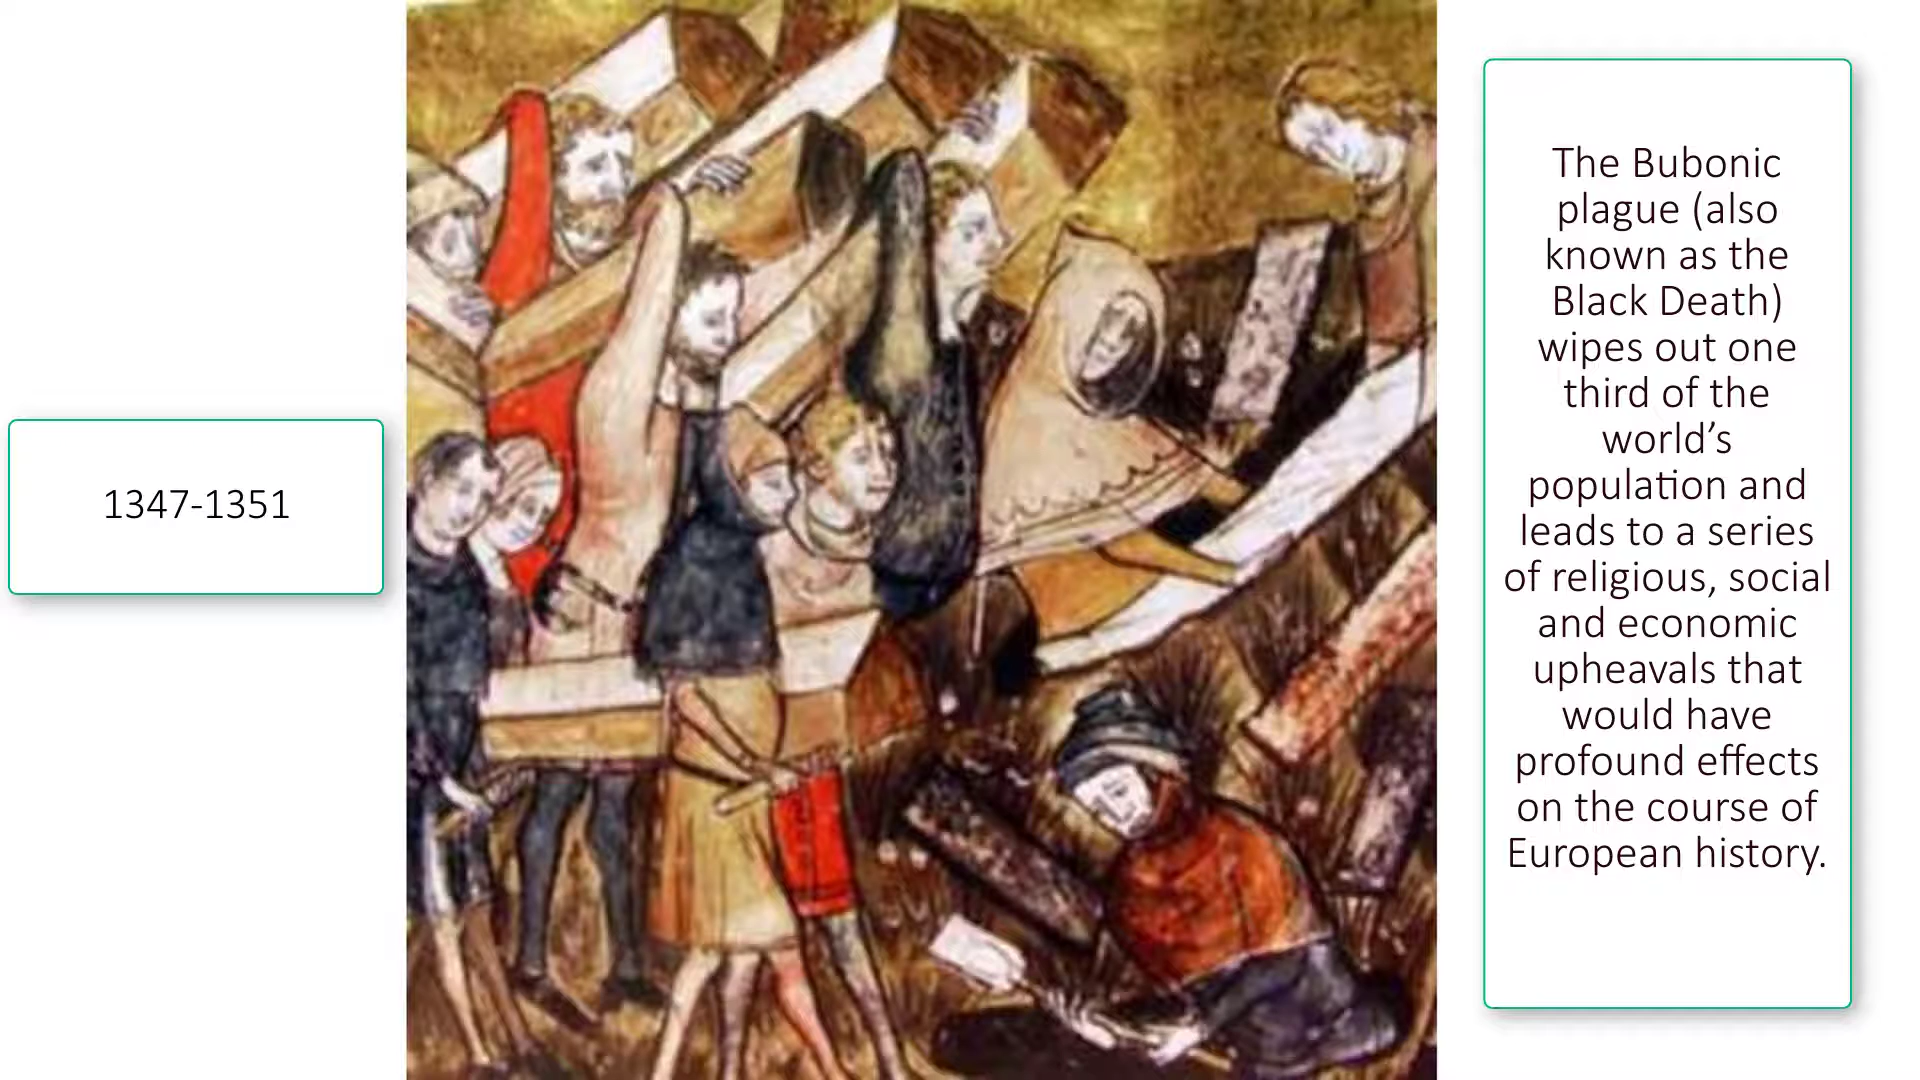 1347-1351
The Bubonic
plague (also
known as the
Black Death)
wipes out one
third of the
world’s
population and
leads to a series
of religious, social
and economic
upheavals that
would have
profound effects
on the course of
European history.